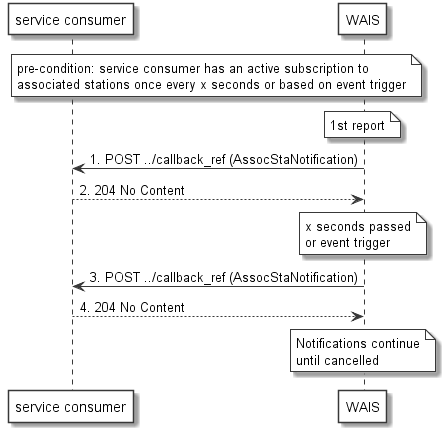 service consumer
WAIS
pre-condition: service consumer has an active subscription to
associated stations once every x seconds or based on event trigger
1st report
1. POST ../callback_ref (AssocStaNotification)
2. 204 No Content
x seconds passed
or event trigger
3. POST ../callback_ref (AssocStaNotification)
4. 204 No Content
Notifications continue
until cancelled
service consumer
WAIS